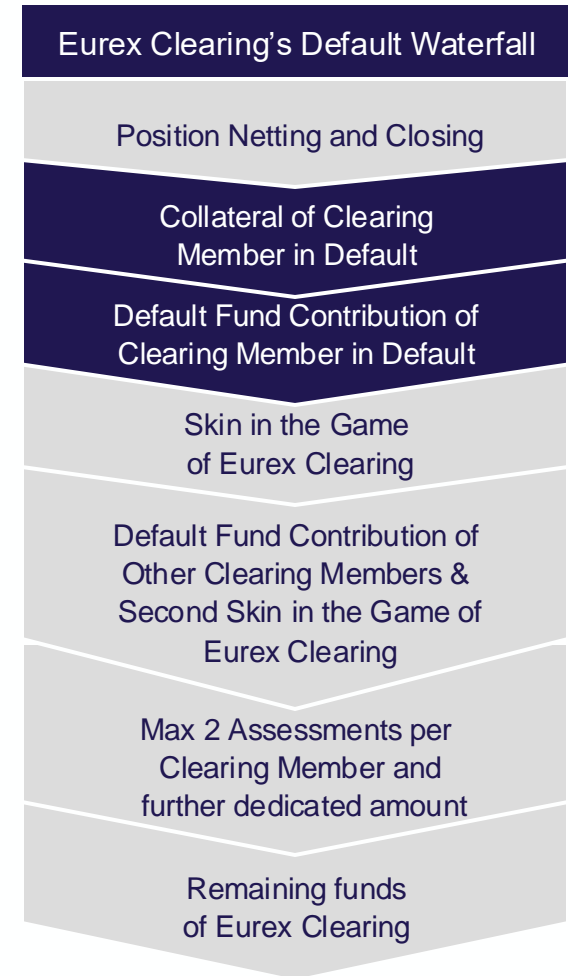 Eurex Clearing's Default Waterfall
Position Netting and Closing
Collateral of Clearing
Member in Default
Default Fund Contribution of
Clearing Member in Default
Skin in the Game
of Eurex Clearing
Default Fund Contribution of
Other Clearing Members &
Second Skin in the Game of
Eurex Clearing
Max 2 Assessments per
Clearing Member and
further dedicated amount
Remaining funds
of Eurex Clearing